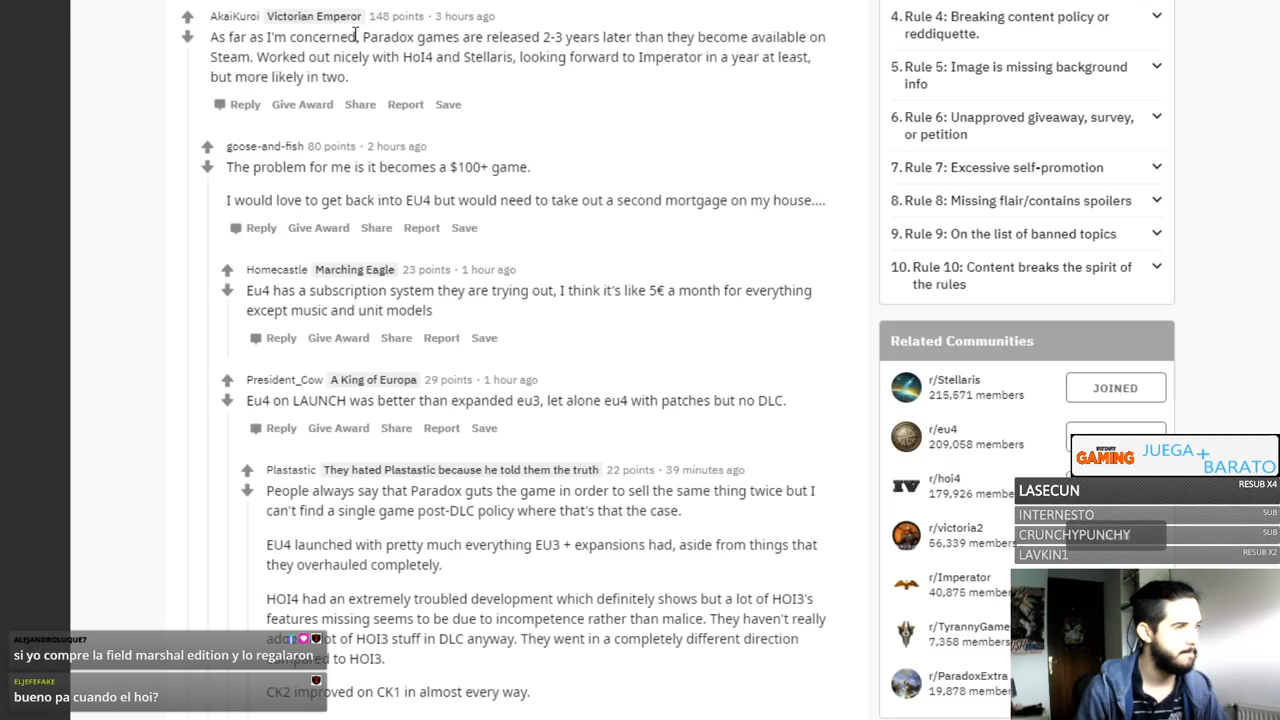 AkaiKuroi Victorian Emperor 148 points · 3 hours ago
As far as I'm concerned, Paradox games are released 2-3 years later than they become available on
Steam. Worked out nicely with HoI4 and Stellaris, looking forward to Imperator in a year at least,
but more likely in two.
Reply Give Award Share Report Save
goose-and-fish 80 points · 2 hours ago
The problem for me is it becomes a $100+ game.
I would love to get back into EU4 but would need to take out a second mortgage on my house....
Reply Give Award Share Report Save
Homecastle Marching Eagle 23 points · 1 hour ago
Eu4 has a subscription system they are trying out, I think it's like 5€ a month for everything
except music and unit models
Reply Give Award Share Report Save
President_Cow A King of Europa 29 points · 1 hour ago
Eu4 on LAUNCH was better than expanded eu3, let alone eu4 with patches but no DLC.
Reply Give Award Share Report Save
Plastastic They hated Plastastic because he told them the truth 22 points · 39 minutes ago
People always say that Paradox guts the game in order to sell the same thing twice but I
can't find a single game post-DLC policy where that's that the case.
EU4 launched with pretty much everything EU3 + expansions had, aside from things that
they overhauled completely.
HOI4 had an extremely troubled development which definitely shows but a lot of HOI3's
features missing seems to be due to incompetence rather than malice. They haven't really
lot of HOI3 stuff in DLC anyway. They went in a completely different direction
to HOI3.
CK2 improved on CK1 in almost every way.
ALEJANDROLUQUE7
si yo compre la field marshal edition y lo regalaron
ELJEFEFAKE
bueno pa cuando el hoi?
4. Rule 4: Breaking content policy or
reddiquette.
5. Rule 5: Image is missing background
info
6. Rule 6: Unapproved giveaway, survey,
or petition
7. Rule 7: Excessive self-promotion
8. Rule 8: Missing flair/contains spoilers
9. Rule 9: On the list of banned topics
10. Rule 10: Content breaks the spirit of
the rules
Related Communities
r/Stellaris
215,571 members
JOINED
r/eu4
209,058 members
r/hoi4
179,926 membe
r/victoria2
56,339 members
r/Imperator
40,875 members
r/TyrannyGame
7,358 members
r/ParadoxExtra
19,878 member
INSTANT GAMING JUEGA+
BARATO
LASECUN RESUB X4
INTERNESTO SUB
CRUNCHYPUNCHY SUB
LAVKIN1 RESUB X2